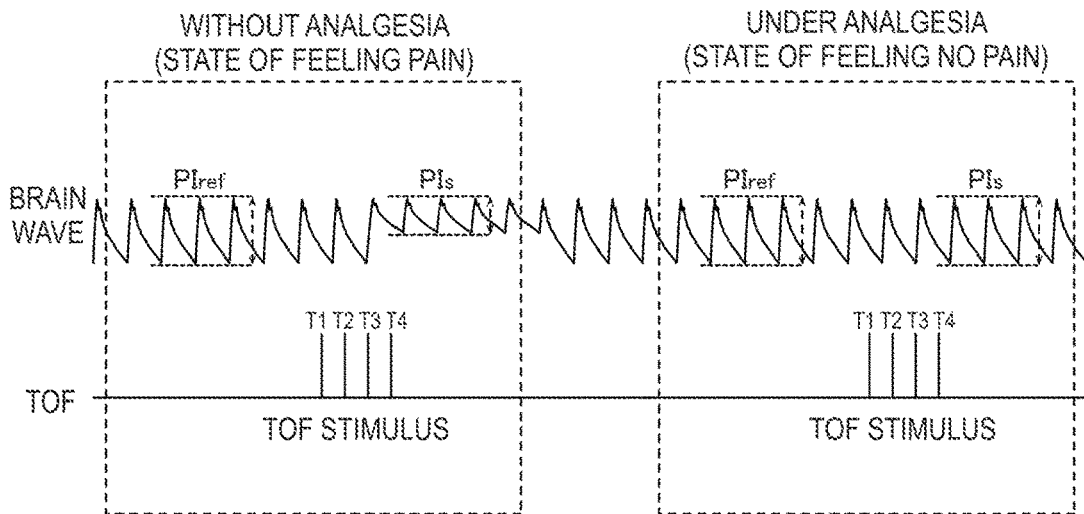 WITHOUT ANALGESIA
(STATE OF FEELING PAIN)
UNDER ANALGESIA
(STATE OF FEELING NO PAIN)
BRAIN
WAVE
PIref
PIs
PIref
PIs
T1 T2 T3 T4
T1 T2 T3 T4
TOF
TOF STIMULUS
TOF STIMULUS